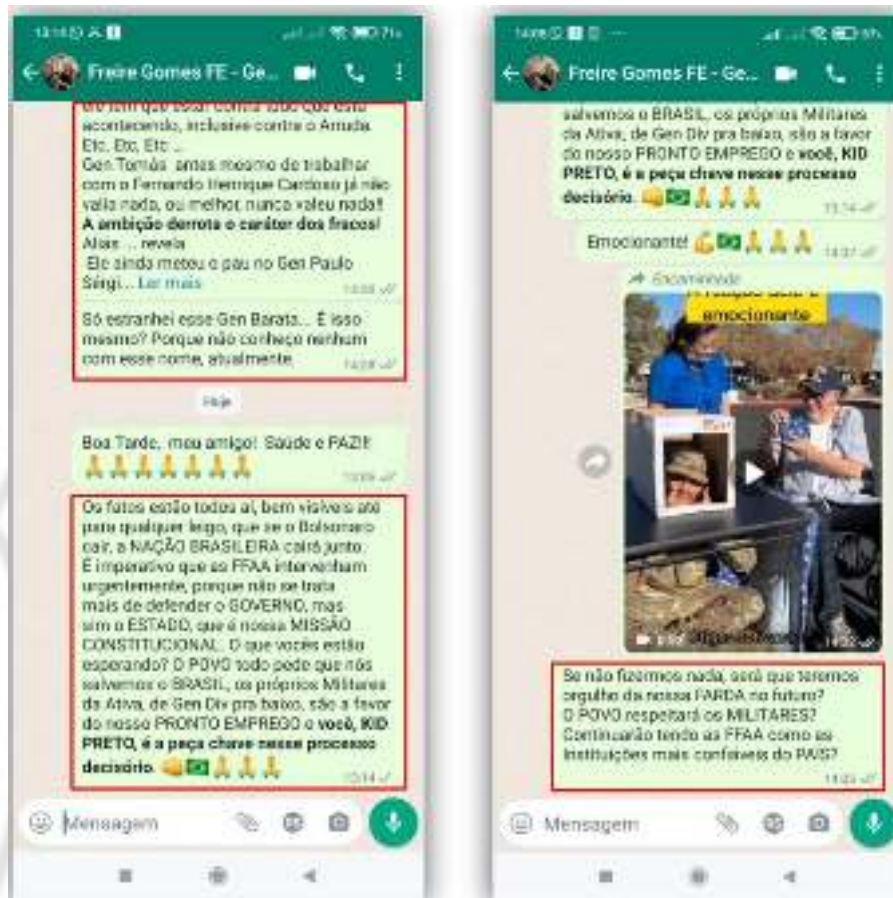 Freire Gomes FE - Ge...
ele tem que estar contra tudo que está
acontecendo, inclusive contra o Arruda.
Etc, Etc, Etc ...
Gen Tomás antes mesmo de trabalhar
com o Fernando Henrique Cardoso já não
valia nada, ou melhor, nunca valeu nada!!
A ambição derrota o caráter dos fracos!
Alias ... revela
Ele ainda meteu o pau no Gen Paulo
Sérgi... Ler mais
Só estranhei esse Gen Barata... É isso
mesmo? Porque não conheço nenhum
com esse nome, atualmente.
Hoje
Boa Tarde, meu amigo! Saúde e PAZ!!!
🙏🙏🙏🙏🙏🙏🙏
Os fatos estão todos aí, bem visíveis até
para qualquer leigo, que se o Bolsonaro
cair, a NAÇÃO BRASILEIRA cairá junto.
É imperativo que as FFAA intervenham
urgentemente, porque não se trata
mais de defender o GOVERNO, mas
sim o ESTADO, que é nossa MISSÃO
CONSTITUCIONAL. O que vocês estão
esperando? O POVO todo pede que nós
salvemos o BRASIL, os próprios Militares
da Ativa, de Gen Div pra baixo, são a favor
do nosso PRONTO EMPREGO e você, KID
PRETO, é a peça chave nesse processo
decisório. 👊🇧🇷🙏🙏🙏
13:14
Mensagem
Freire Gomes FE - Ge...
salvemos o BRASIL, os próprios Militares
da Ativa, de Gen Div pra baixo, são a favor
do nosso PRONTO EMPREGO e você, KID
PRETO, é a peça chave nesse processo
decisório. 👊🇧🇷🙏🙏🙏
13:14
Emocionante! 💪🇧🇷🙏🙏🙏
Encaminhada
emocionante
Se não fizermos nada, será que teremos
orgulho da nossa FARDA no futuro?
O POVO respeitará os MILITARES?
Continuarão tendo as FFAA como as
Instituições mais confiáveis do PAÍS?
Mensagem